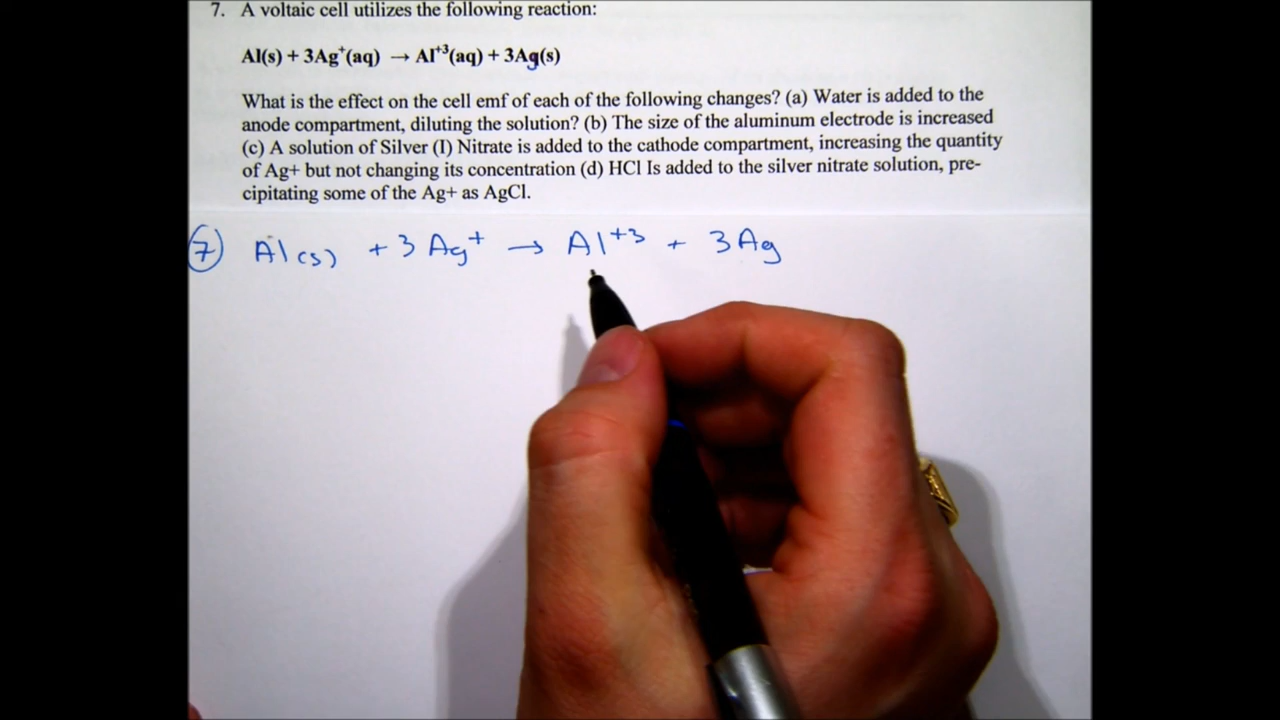 7. A voltaic cell utilizes the following reaction:
Al(s) + 3Ag⁺(aq) → Al⁺³(aq) + 3Ag(s)
What is the effect on the cell emf of each of the following changes? (a) Water is added to the
anode compartment, diluting the solution? (b) The size of the aluminum electrode is increased
(c) A solution of Silver (I) Nitrate is added to the cathode compartment, increasing the quantity
of Ag+ but not changing its concentration (d) HCl Is added to the silver nitrate solution, pre-
cipitating some of the Ag+ as AgCl.
7 Al(s) + 3Ag⁺ → Al⁺³ + 3Ag